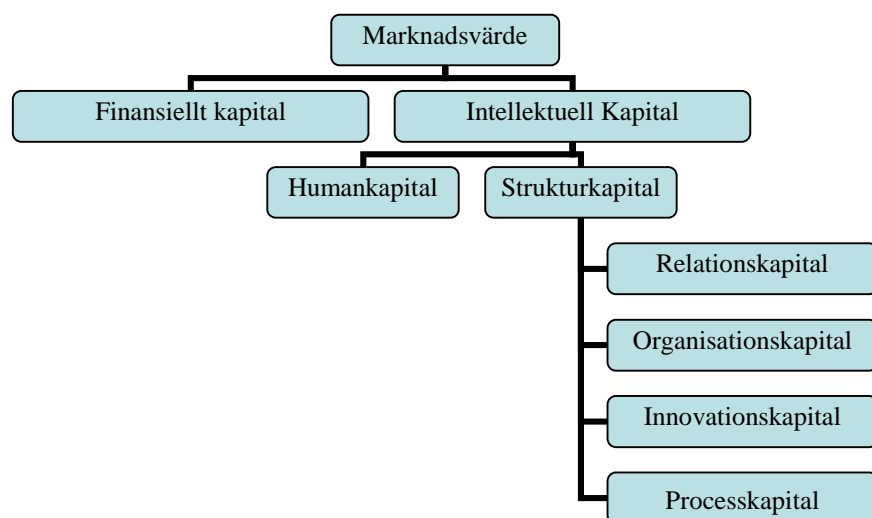 Marknadsvärde
Finansiellt kapital
Intellektuell Kapital
Humankapital
Strukturkapital
Relationskapital
Organisationskapital
Innovationskapital
Processkapital